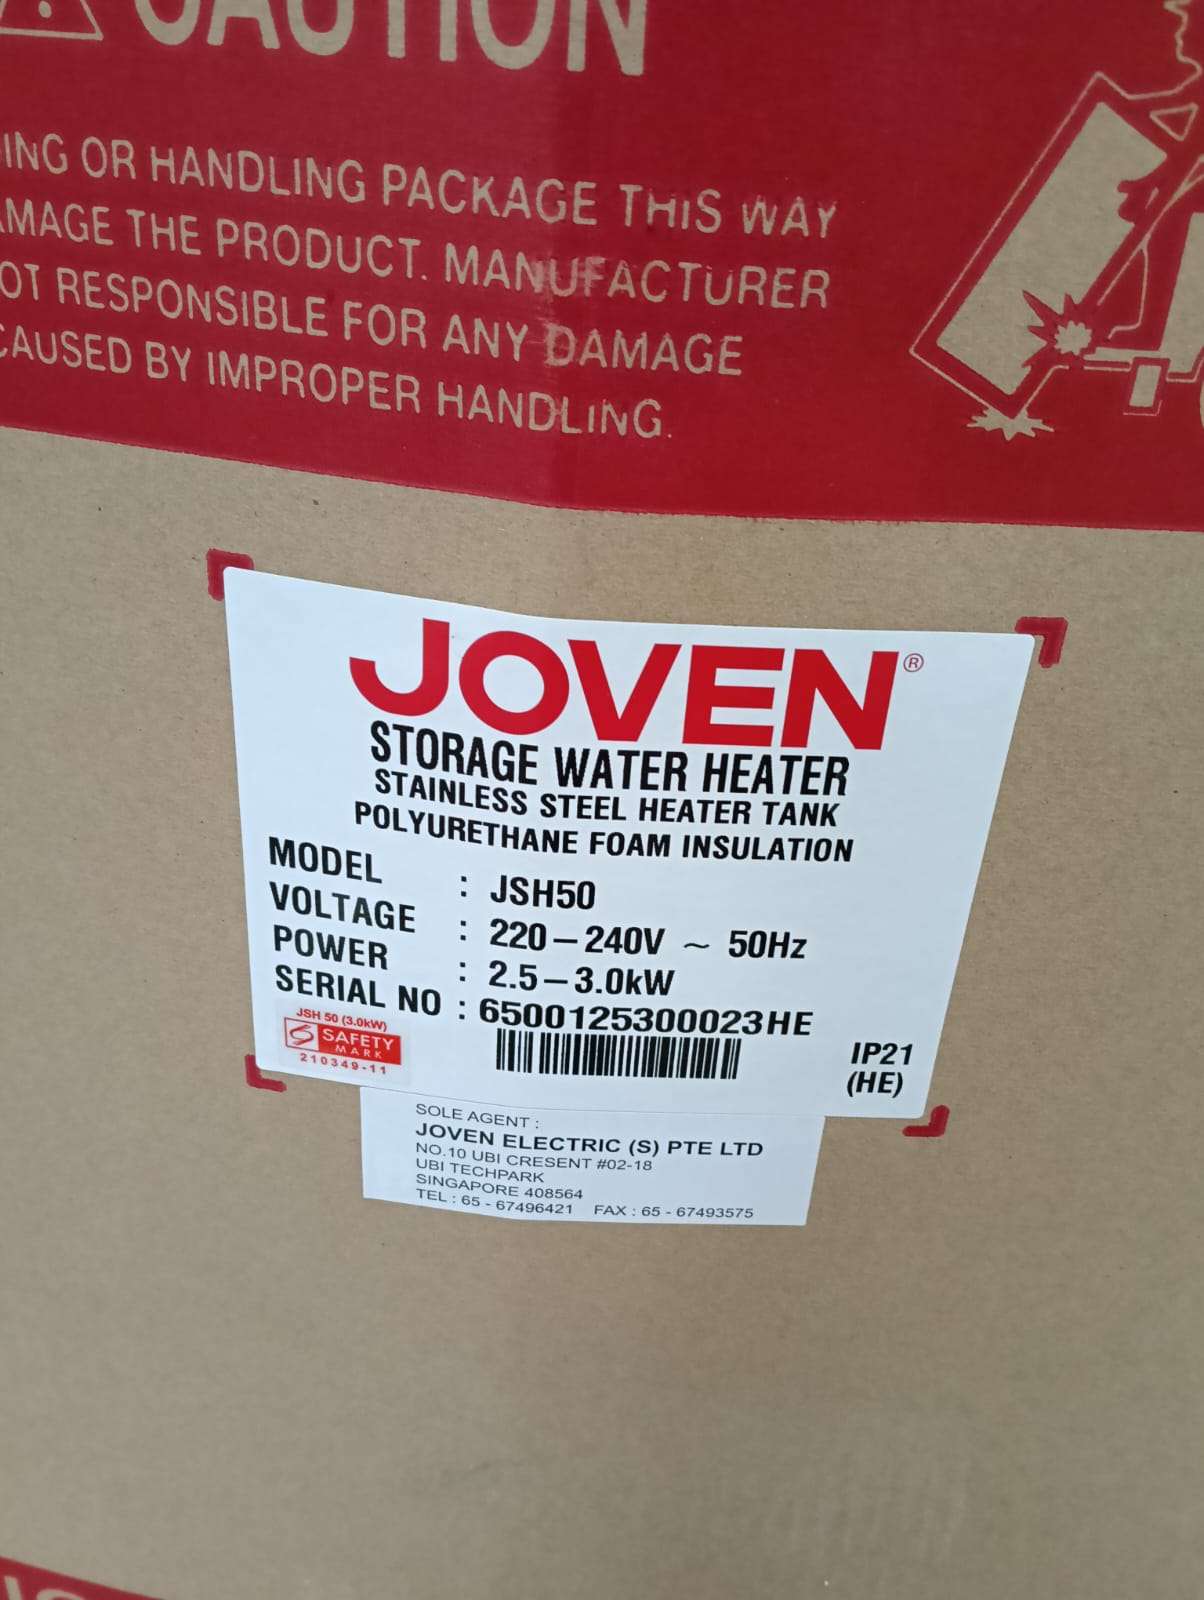 CAUTION
ING OR HANDLING PACKAGE THIS WAY
AMAGE THE PRODUCT. MANUFACTURER
OT RESPONSIBLE FOR ANY DAMAGE
CAUSED BY IMPROPER HANDLING.
JOVEN®
STORAGE WATER HEATER
STAINLESS STEEL HEATER TANK
POLYURETHANE FOAM INSULATION
MODEL : JSH50
VOLTAGE : 220-240V ~ 50Hz
POWER : 2.5-3.0kW
SERIAL NO : 6500125300023HE
JSH 50 (3.0kW)
SAFETY
MARK
210349-11
IP21
(HE)
SOLE AGENT :
JOVEN ELECTRIC (S) PTE LTD
NO.10 UBI CRESENT #02-18
UBI TECHPARK
SINGAPORE 408564
TEL : 65 - 67496421 FAX : 65 - 67493575